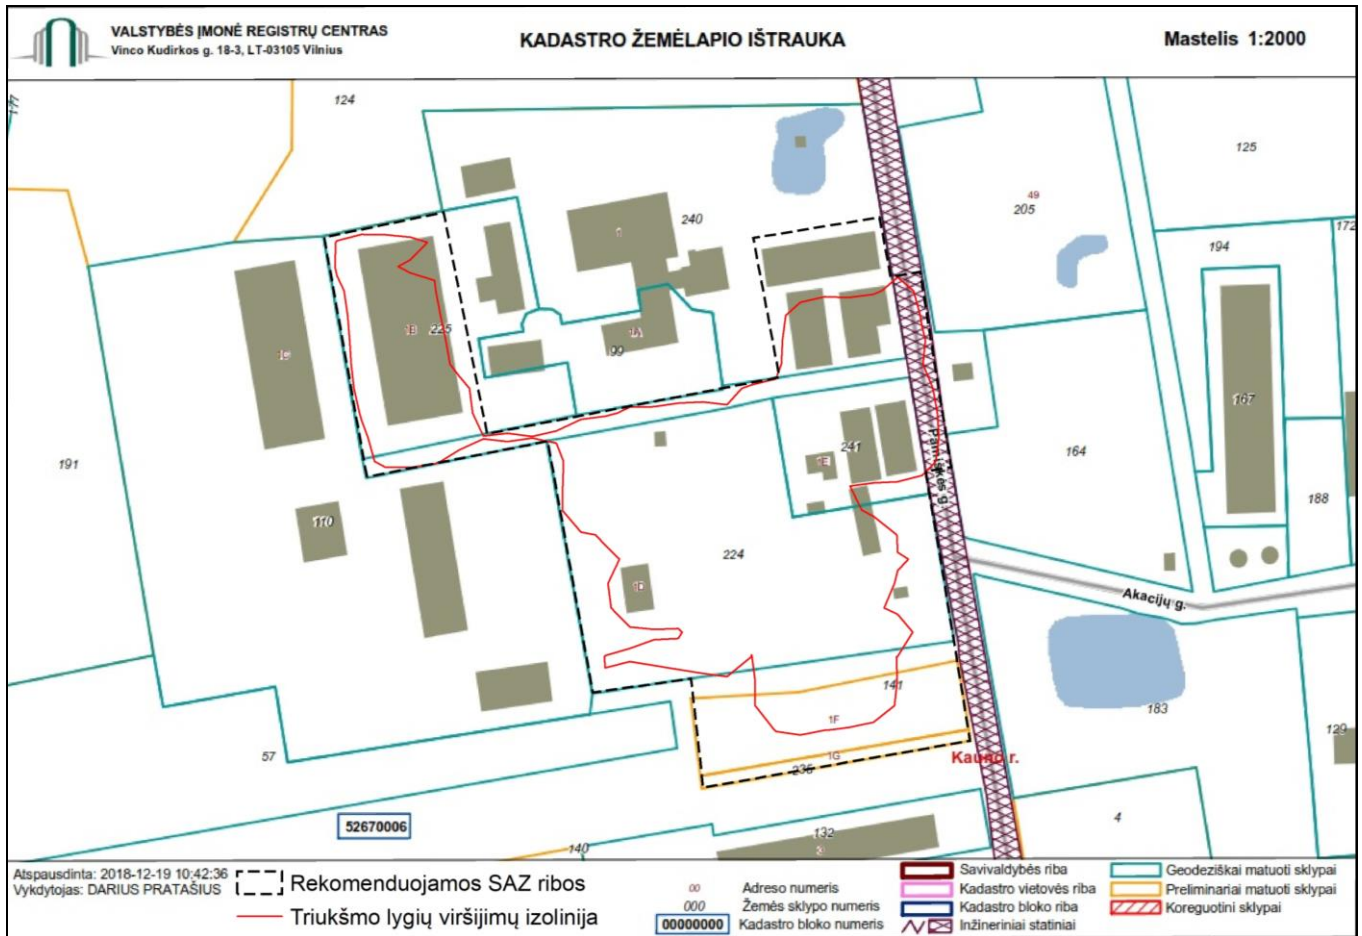 VALSTYBĖS ĮMONĖ REGISTRŲ CENTRAS
Vinco Kudirkos g. 18-3, LT-03105 Vilnius
KADASTRO ŽEMĖLAPIO IŠTRAUKA
Mastelis 1:2000
177
124
125
49
205
240
194
172
1
1B
225
1C
1A
99
167
191
1E
241
164
188
110
224
1D
Akacijų g.
141
1F
183
57
1G
235
Kauno r.
129
52670006
4
132
3
140
Atspausdinta: 2018-12-19 10:42:36
Vykdytojas: DARIUS PRATAŠIUS
Rekomenduojamos SAZ ribos
Triukšmo lygių viršijimų izolinija
00 Adreso numeris
000 Žemės sklypo numeris
00000000 Kadastro bloko numeris
Savivaldybės riba
Kadastro vietovės riba
Kadastro bloko riba
Inžineriniai statiniai
Geodeziškai matuoti sklypai
Preliminariai matuoti sklypai
Koreguotini sklypai